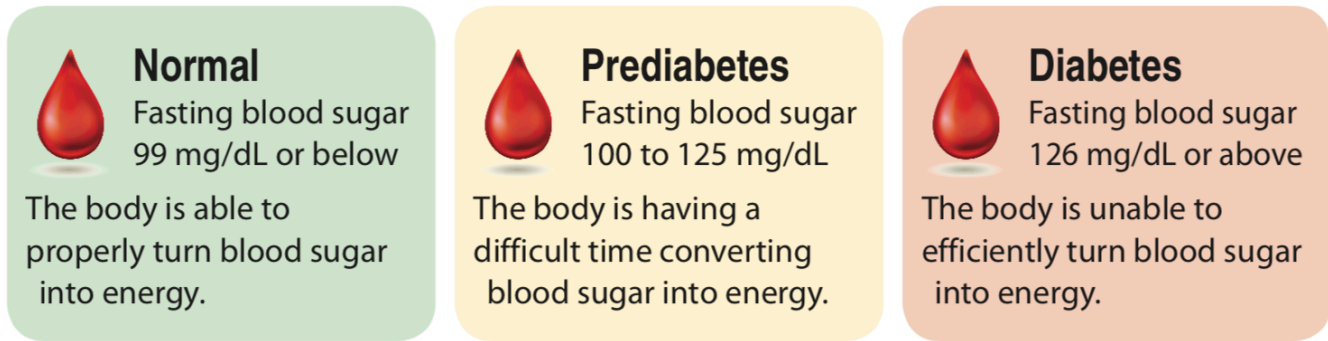 Normal
Fasting blood sugar
99 mg/dL or below
The body is able to
properly turn blood sugar
into energy.
Prediabetes
Fasting blood sugar
100 to 125 mg/dL
The body is having a
difficult time converting
blood sugar into energy.
Diabetes
Fasting blood sugar
126 mg/dL or above
The body is unable to
efficiently turn blood sugar
into energy.